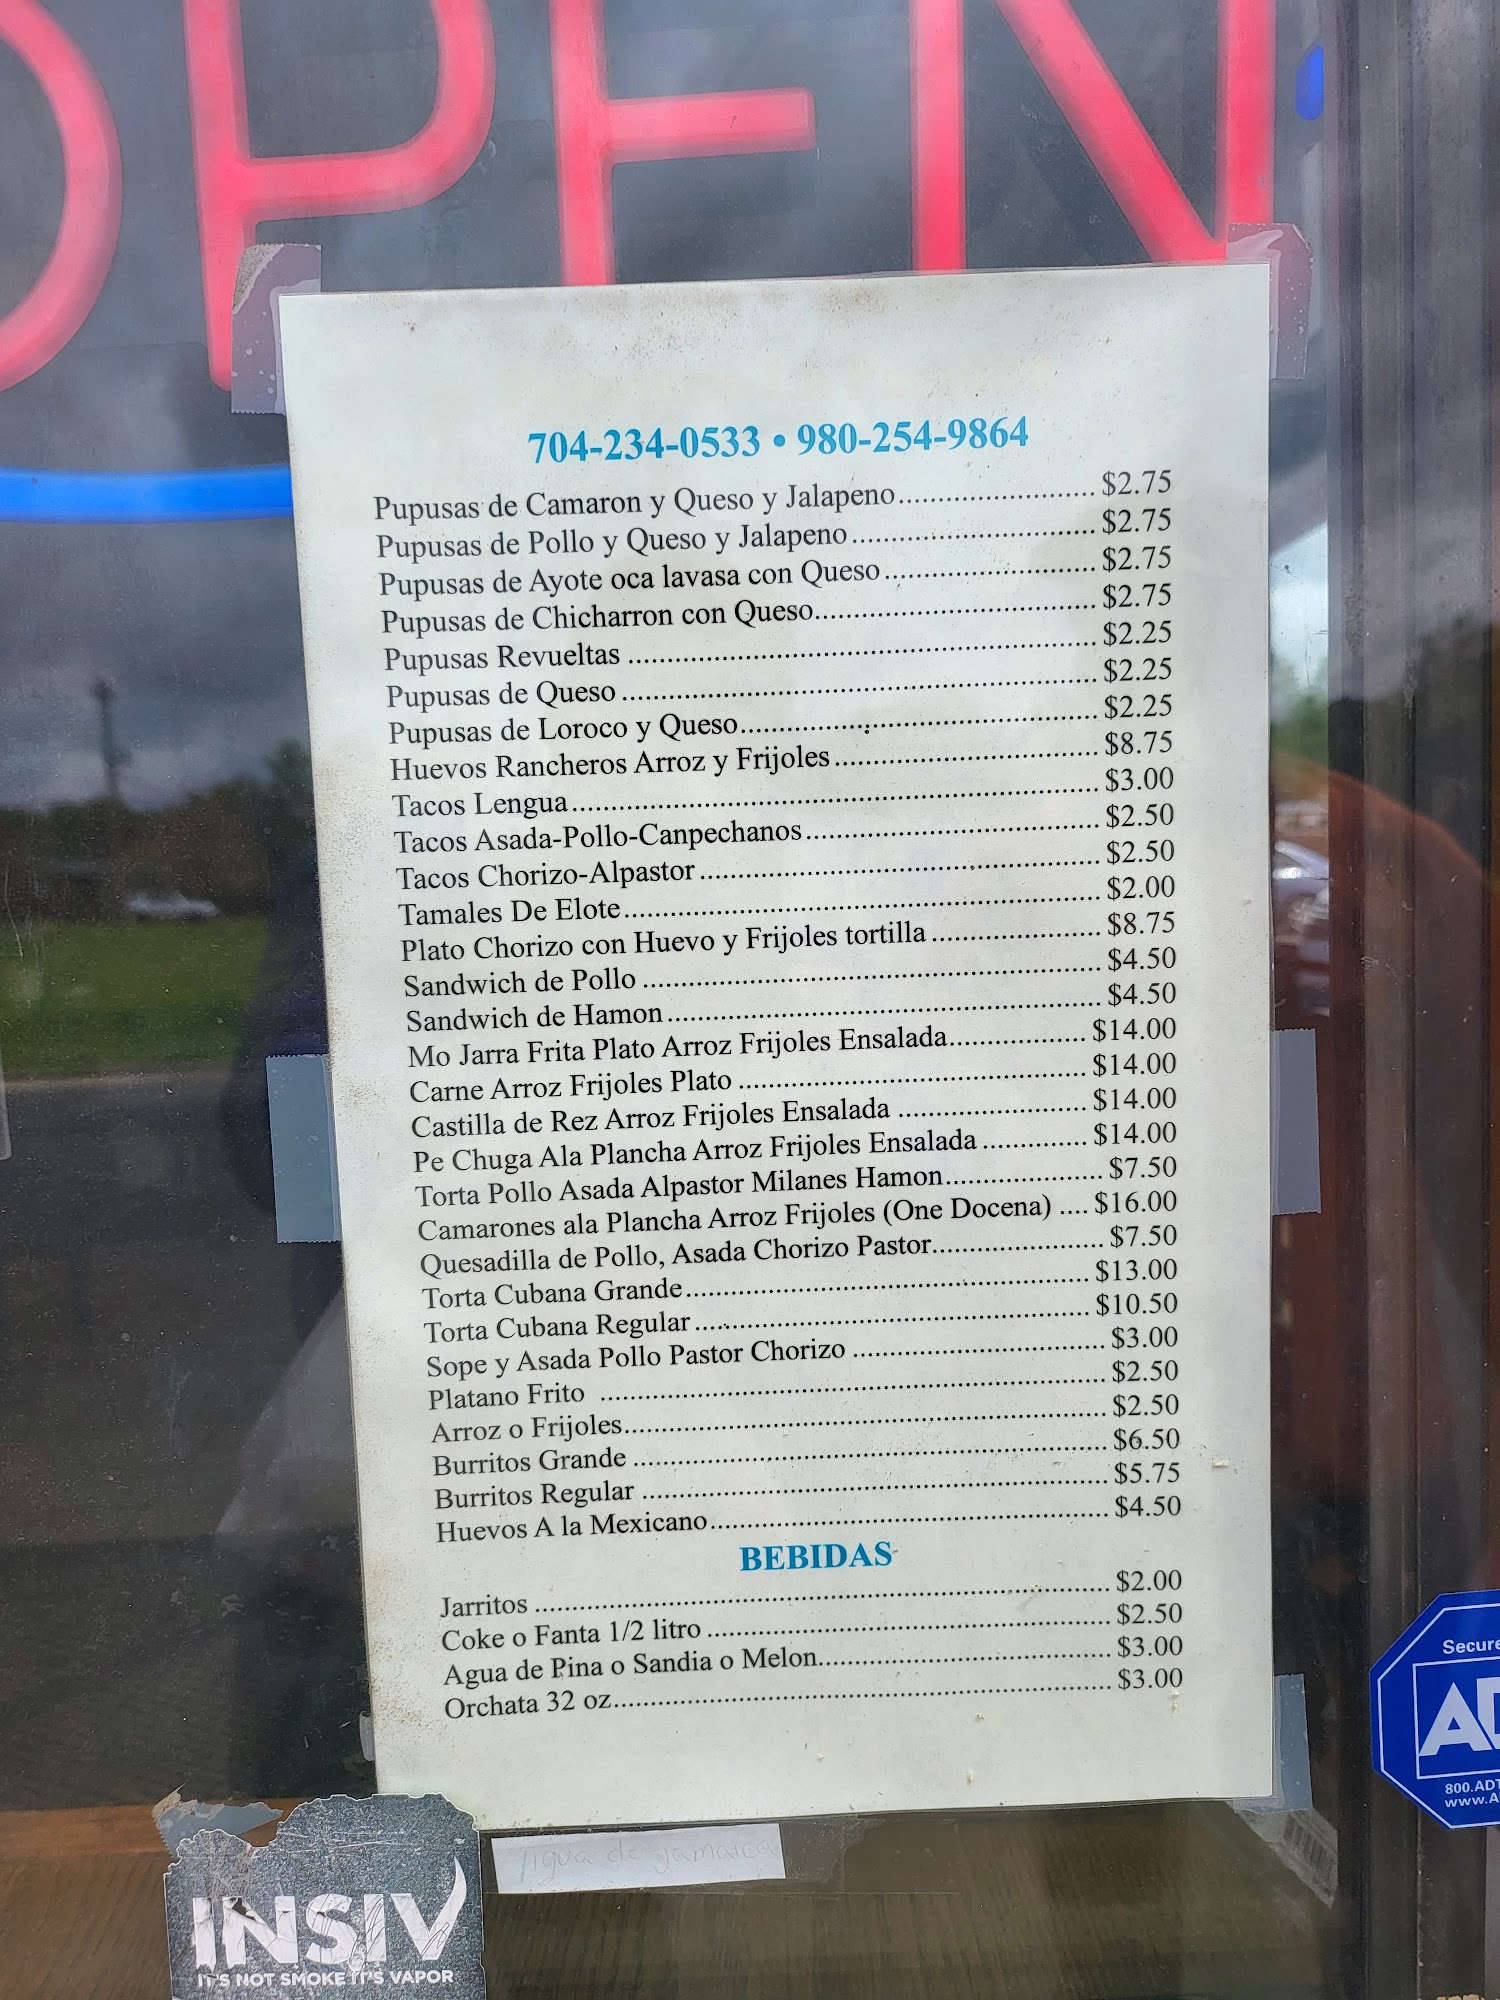 OPEN
704-234-0533 • 980-254-9864
Pupusas de Camaron y Queso y Jalapeno........................ $2.75
Pupusas de Pollo y Queso y Jalapeno............................. $2.75
Pupusas de Ayote oca lavasa con Queso......................... $2.75
Pupusas de Chicharron con Queso.................................. $2.75
Pupusas Revueltas ........................................................ $2.25
Pupusas de Queso ......................................................... $2.25
Pupusas de Loroco y Queso........................................... $2.25
Huevos Rancheros Arroz y Frijoles................................ $8.75
Tacos Lengua................................................................ $3.00
Tacos Asada-Pollo-Canpechanos................................... $2.50
Tacos Chorizo-Alpastor ................................................ $2.50
Tamales De Elote.......................................................... $2.00
Plato Chorizo con Huevo y Frijoles tortilla .................... $8.75
Sandwich de Pollo ........................................................ $4.50
Sandwich de Hamon..................................................... $4.50
Mo Jarra Frita Plato Arroz Frijoles Ensalada................. $14.00
Carne Arroz Frijoles Plato .......................................... $14.00
Castilla de Rez Arroz Frijoles Ensalada ....................... $14.00
Pe Chuga Ala Plancha Arroz Frijoles Ensalada ............. $14.00
Torta Pollo Asada Alpastor Milanes Hamon.................... $7.50
Camarones ala Plancha Arroz Frijoles (One Docena) .... $16.00
Quesadilla de Pollo, Asada Chorizo Pastor..................... $7.50
Torta Cubana Grande................................................. $13.00
Torta Cubana Regular ................................................ $10.50
Sope y Asada Pollo Pastor Chorizo ............................... $3.00
Platano Frito ............................................................... $2.50
Arroz o Frijoles............................................................ $2.50
Burritos Grande ........................................................... $6.50
Burritos Regular .......................................................... $5.75
Huevos A la Mexicano.................................................. $4.50
BEBIDAS
Jarritos ........................................................................ $2.00
Coke o Fanta 1/2 litro ................................................... $2.50
Agua de Pina o Sandia o Melon..................................... $3.00
Orchata 32 oz............................................................... $3.00
Agua de Jamaica
INSIV
IT'S NOT SMOKE IT'S VAPOR
Secure
AD
800.ADT
www.A